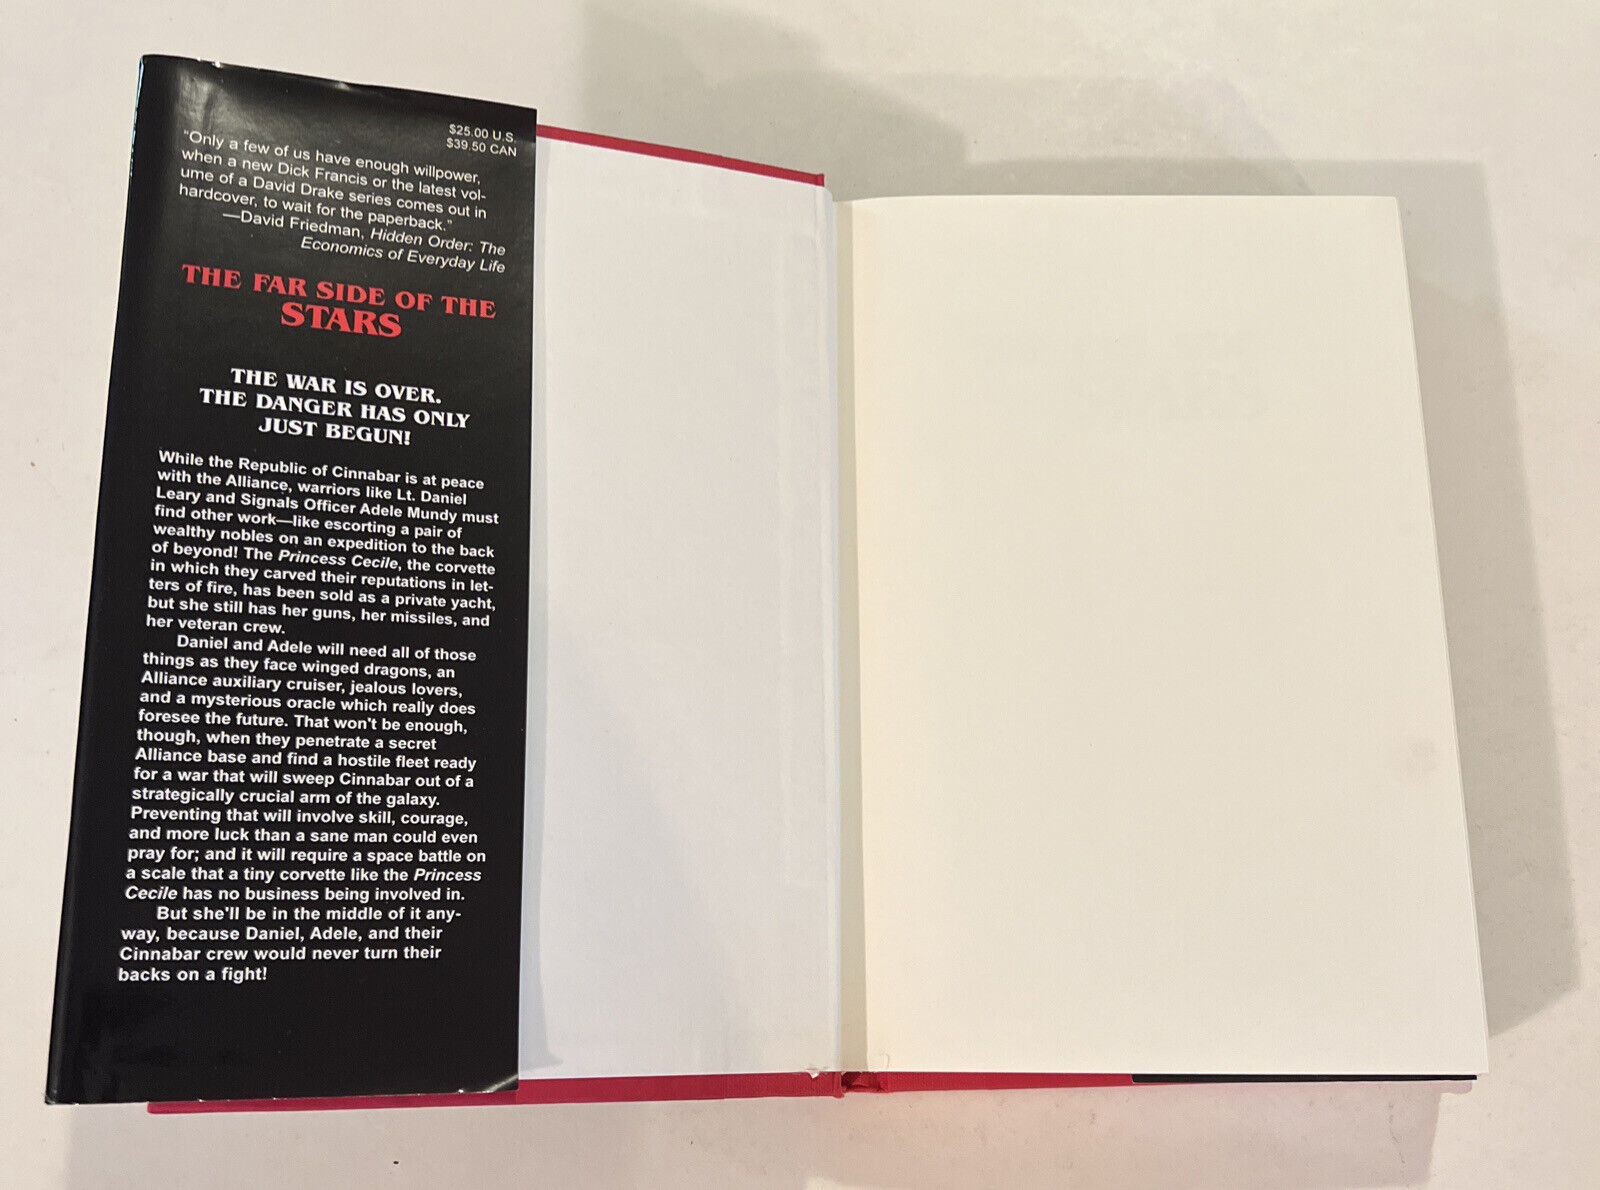 $25.00 U.S.
$39.50 CAN
"Only a few of us have enough willpower,
when a new Dick Francis or the latest vol-
ume of a David Drake series comes out in
hardcover, to wait for the paperback."
—David Friedman, Hidden Order: The
Economics of Everyday Life
THE FAR SIDE OF THE
STARS
THE WAR IS OVER.
THE DANGER HAS ONLY
JUST BEGUN!
While the Republic of Cinnabar is at peace
with the Alliance, warriors like Lt. Daniel
Leary and Signals Officer Adele Mundy must
find other work—like escorting a pair of
wealthy nobles on an expedition to the back
of beyond! The Princess Cecile, the corvette
in which they carved their reputations in let-
ters of fire, has been sold as a private yacht,
but she still has her guns, her missiles, and
her veteran crew.
Daniel and Adele will need all of those
things as they face winged dragons, an
Alliance auxiliary cruiser, jealous lovers,
and a mysterious oracle which really does
foresee the future. That won't be enough,
though, when they penetrate a secret
Alliance base and find a hostile fleet ready
for a war that will sweep Cinnabar out of a
strategically crucial arm of the galaxy.
Preventing that will involve skill, courage,
and more luck than a sane man could even
pray for; and it will require a space battle on
a scale that a tiny corvette like the Princess
Cecile has no business being involved in.
But she'll be in the middle of it any-
way, because Daniel, Adele, and their
Cinnabar crew would never turn their
backs on a fight!